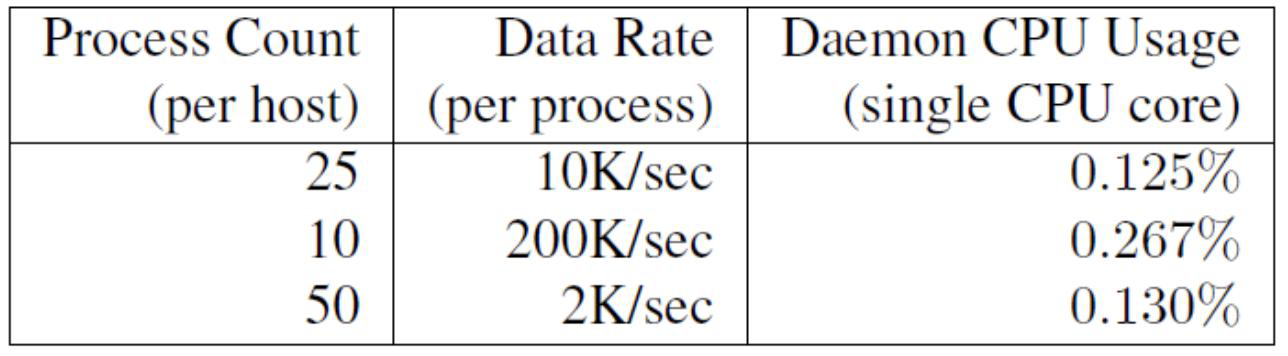 Process Count Data Rate Daemon CPU Usage
(per host) (per process) (single CPU core)
25 10K/sec 0.125%
10 200K/sec 0.267%
50 2K/sec 0.130%